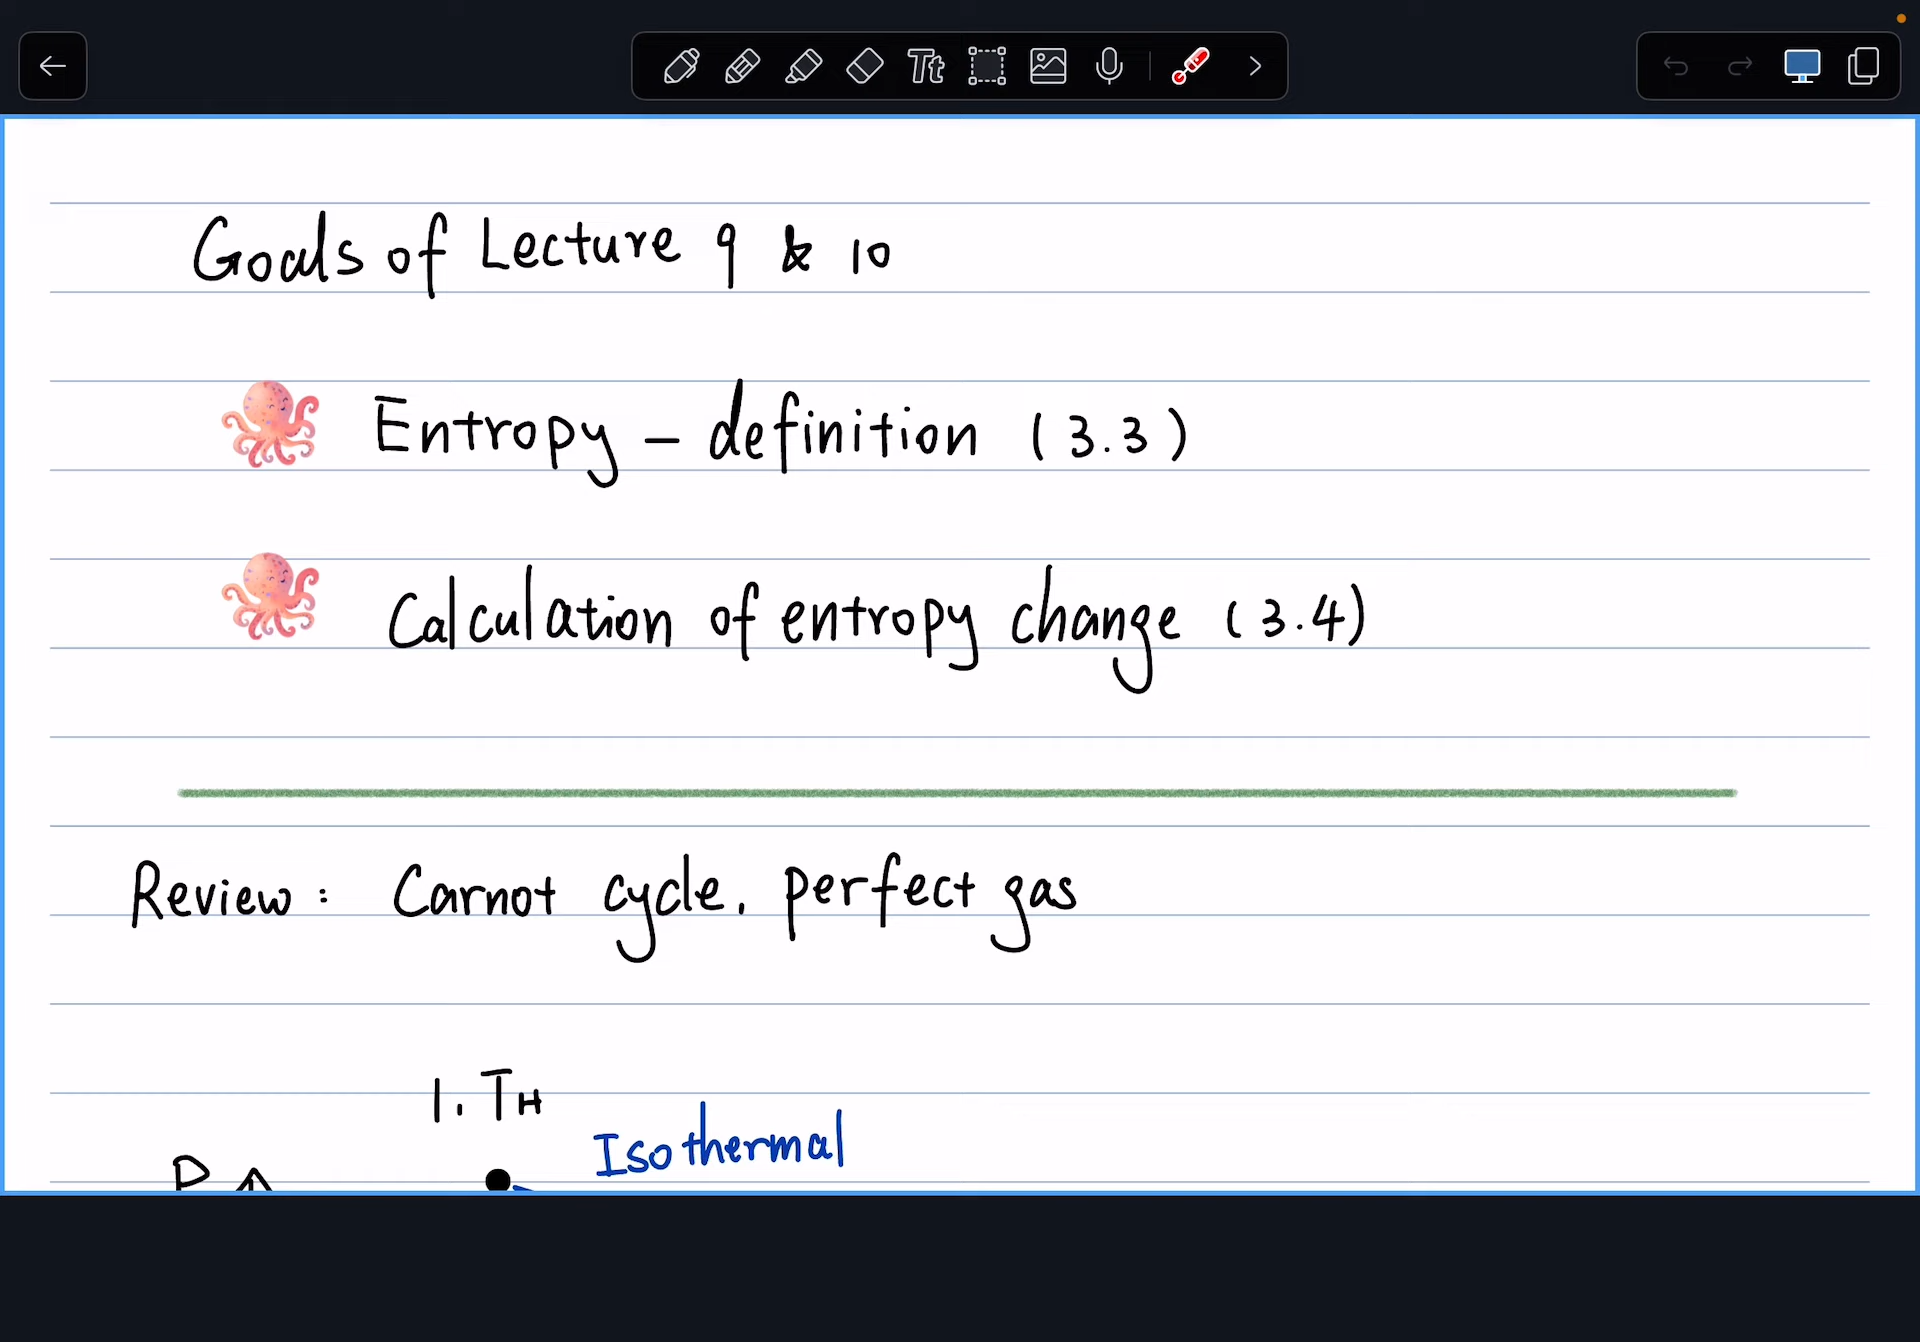 Tt
Goals of Lecture 9 & 10
Entropy – definition (3.3)
Calculation of entropy change (3.4)
Review: Carnot cycle. perfect gas
1. TH
Isothermal
P